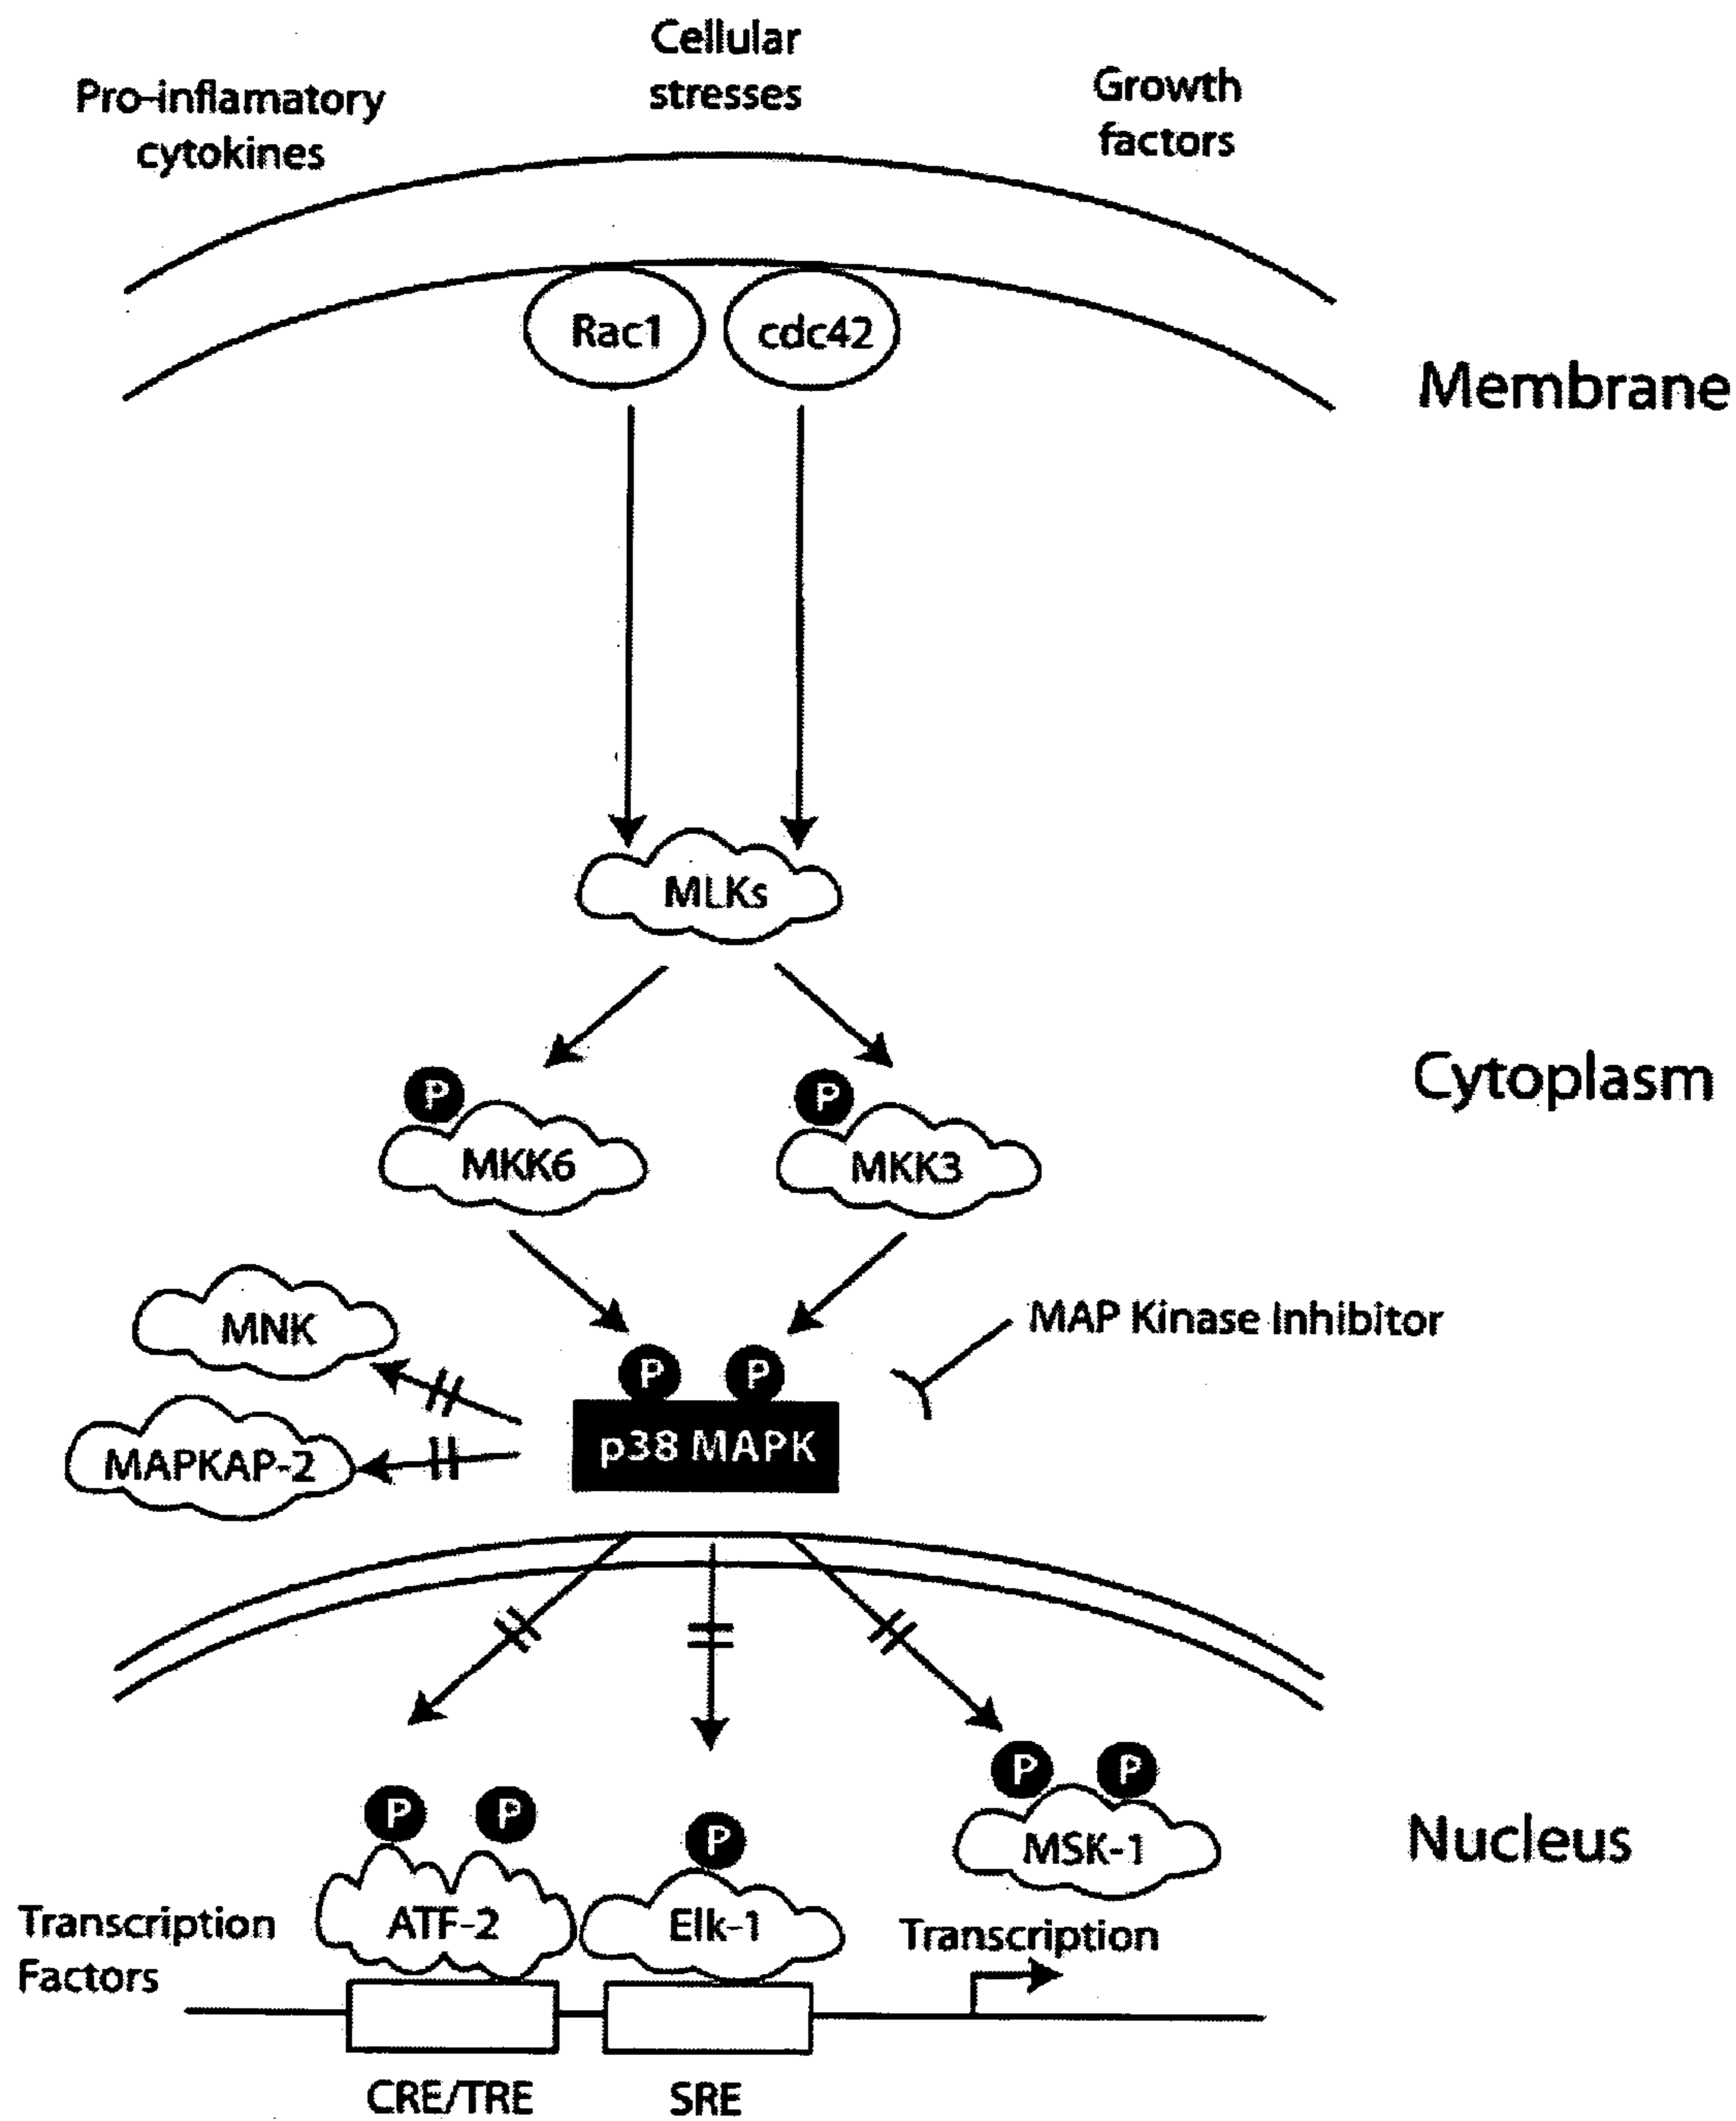 Cellular
stresses
Pro-inflamatory
cytokines
Growth
factors
Rac1
cdc42
Membrane
MLKs
Cytoplasm
P
P
MKK6
MKK3
MNK
MAP Kinase Inhibitor
P
P
MAPKAP-2
p38 MAPK
P
P
P
P
P
MSK-1
Nucleus
ATF-2
Elk-1
Transcription
Factors
Transcription
CRE/TRE
SRE